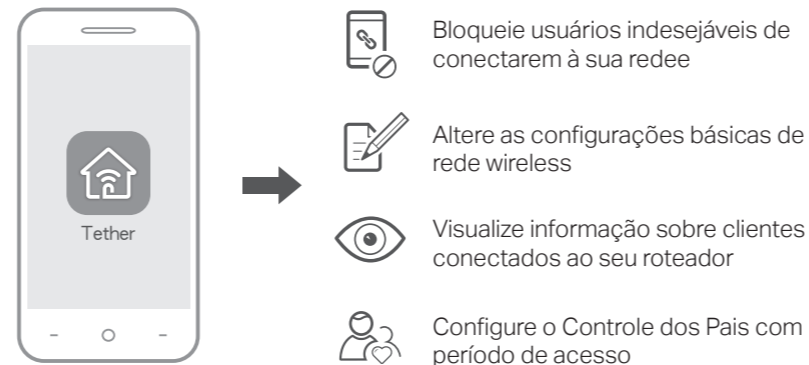 Tether
Bloqueie usuários indesejáveis de
conectarem à sua redee
Altere as configurações básicas de
rede wireless
Visualize informação sobre clientes
conectados ao seu roteador
Configure o Controle dos Pais com
período de acesso